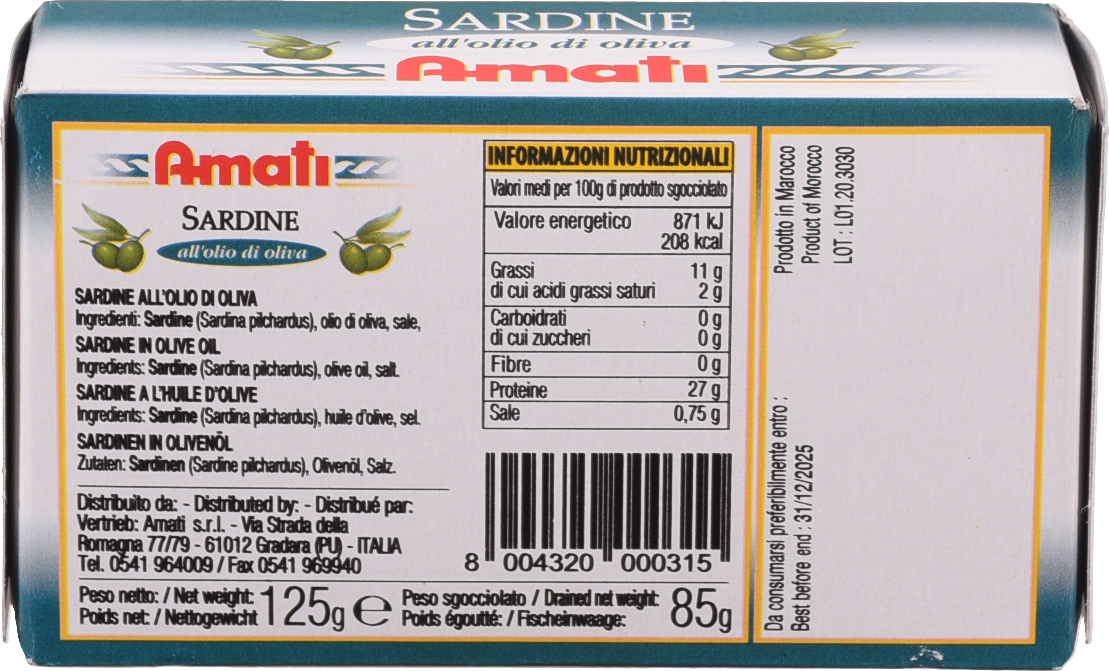 SARDINE
all'olio di oliva
Amati
Amati
SARDINE
all'olio di oliva
SARDINE ALL'OLIO DI OLIVA
Ingredienti: Sardine (Sardina pilchardus), olio di oliva, sale,
SARDINE IN OLIVE OIL
Ingredients: Sardine (Sardina pilchardus), olive oil, salt.
SARDINE A L'HUILE D'OLIVE
Ingredients: Sardine (Sardina pilchardus), huile d'olive, sel.
SARDINEN IN OLIVENÖL
Zutaten: Sardinen (Sardine pilchardus), Olivenöl, Salz.
Distribuito da: - Distributed by: - Distribué par:
Vertrieb: Amati s.r.l. - Via Strada della
Romagna 77/79 - 61012 Gradara (PU) - ITALIA
Tel. 0541 964009 / Fax 0541 969940
Peso netto: / Net weight:
Poids net: / Nettogewicht
125g e
Peso sgocciolato / Drained net weight:
Poids égoutté: / Fischeinwaage:
85g
INFORMAZIONI NUTRIZIONALI
Valori medi per 100g di prodotto sgocciolato
Valore energetico 871 kJ
208 kcal
Grassi 11 g
di cui acidi grassi saturi 2 g
Carboidrati 0 g
di cui zuccheri 0 g
Fibre 0 g
Proteine 27 g
Sale 0,75 g
8 004320 000315
Prodotto in Marocco
Product of Morocco
LOT : L01.20.3030
Da consumarsi preferibilmente entro :
Best before end : 31/12/2025